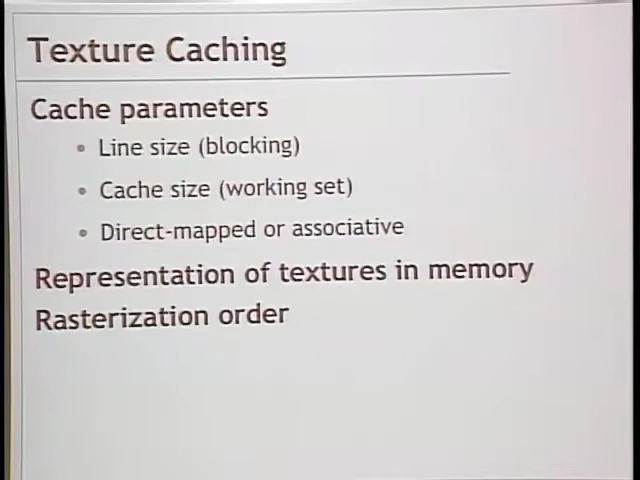 Texture Caching
Cache parameters
• Line size (blocking)
• Cache size (working set)
• Direct-mapped or associative
Representation of textures in memory
Rasterization order